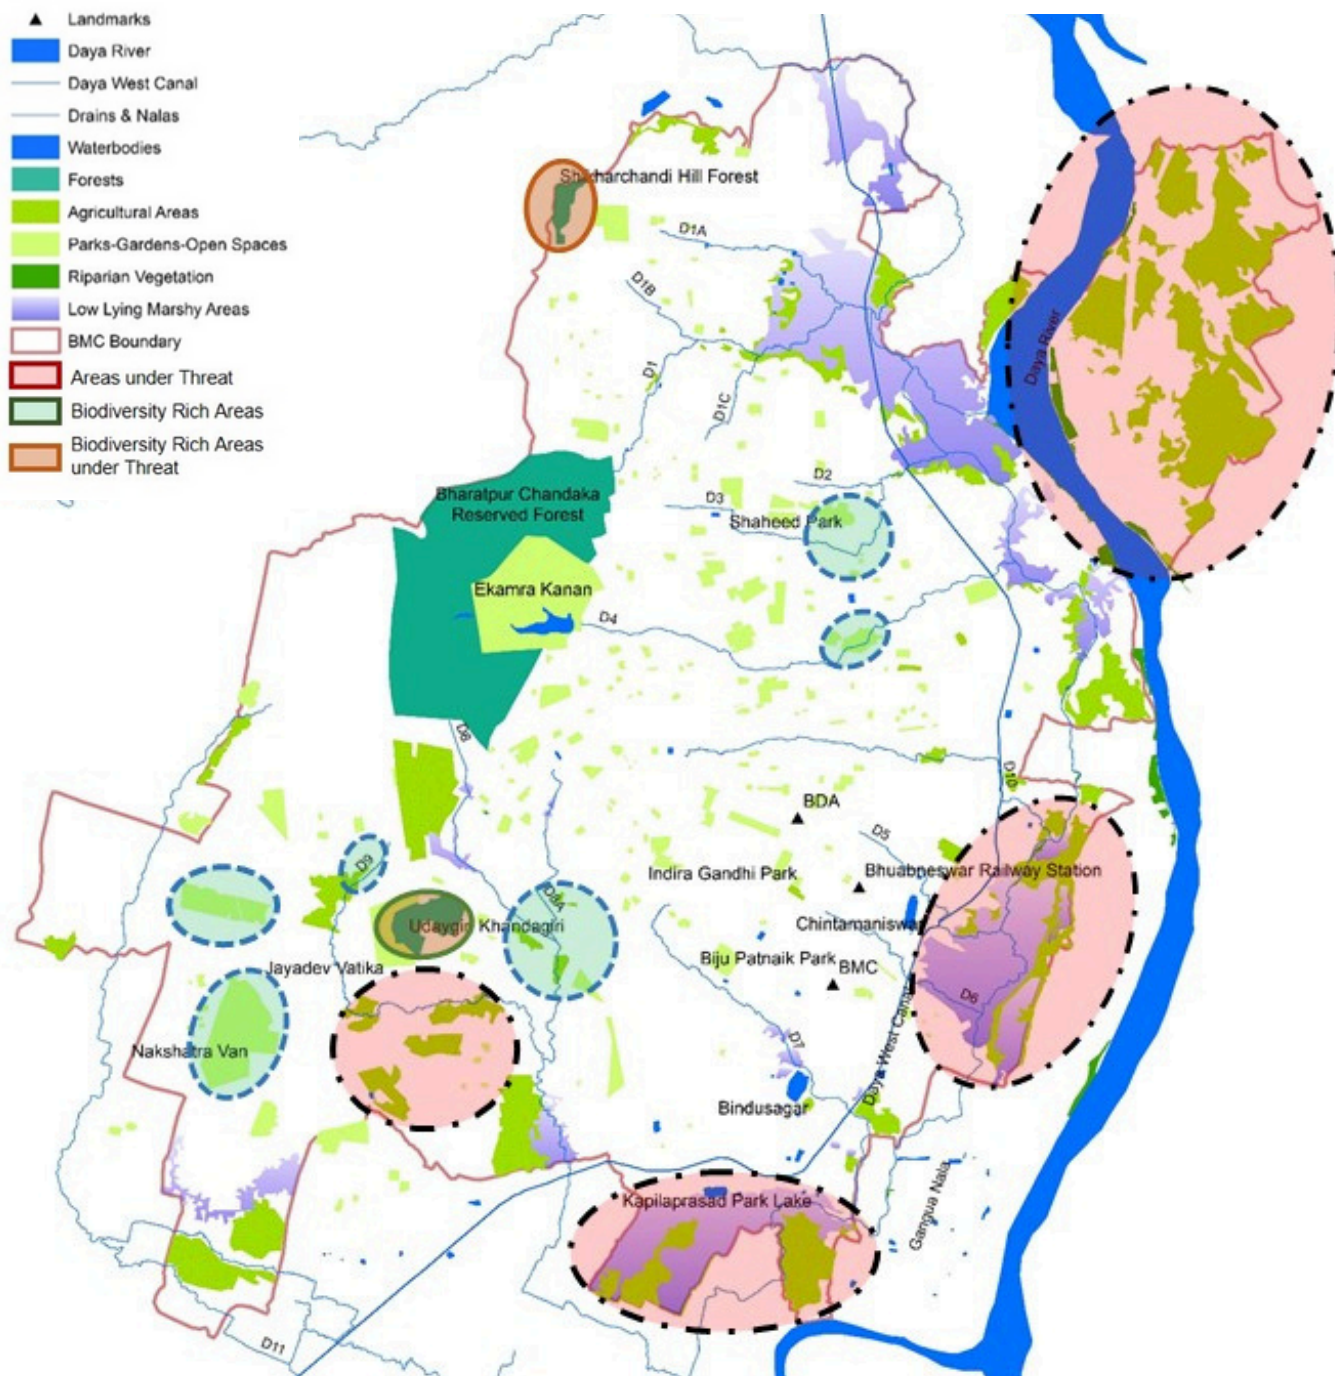 Landmarks
Daya River
Daya West Canal
Drains & Nalas
Waterbodies
Forests
Agricultural Areas
Parks-Gardens-Open Spaces
Riparian Vegetation
Low Lying Marshy Areas
BMC Boundary
Areas under Threat
Biodiversity Rich Areas
Biodiversity Rich Areas
under Threat
Shikharchandi Hill Forest
D1A
D1B
D1
D1C
Daya River
Bharatpur Chandaka
Reserved Forest
D2
D3
Shaheed Park
Ekamra Kanan
D4
D8
D10
BDA
D5
D9
Indira Gandhi Park
Bhuabneswar Railway Station
D8A
Udaygiri Khandagiri
Chintamaniswar
Jayadev Vatika
Biju Patnaik Park
BMC
D6
Nakshatra Van
D7
Daya West Canal
Bindusagar
Kapilaprasad Park Lake
Gangua Nala
D11